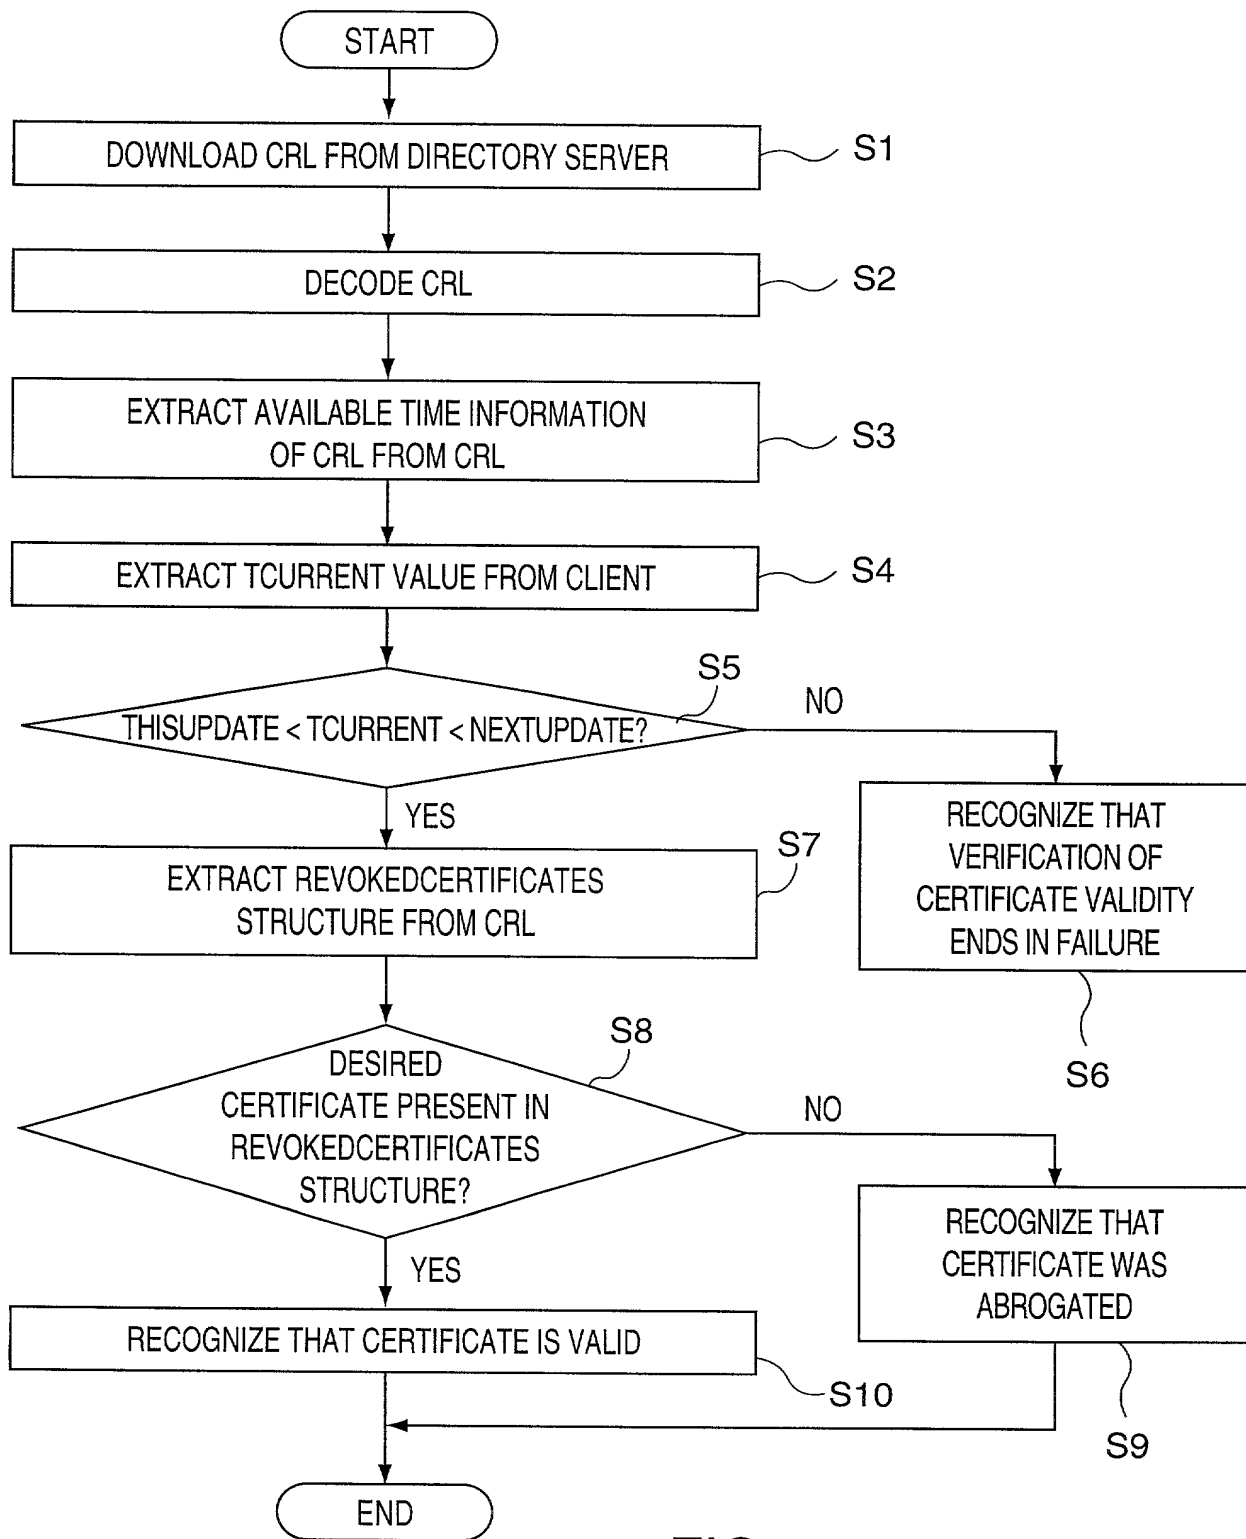 START
DOWNLOAD CRL FROM DIRECTORY SERVER
S1
DECODE CRL
S2
EXTRACT AVAILABLE TIME INFORMATION
OF CRL FROM CRL
S3
EXTRACT TCURRENT VALUE FROM CLIENT
S4
THISUPDATE < TCURRENT < NEXTUPDATE?
S5
NO
YES
RECOGNIZE THAT
VERIFICATION OF
CERTIFICATE VALIDITY
ENDS IN FAILURE
S6
EXTRACT REVOKEDCERTIFICATES
STRUCTURE FROM CRL
S7
DESIRED
CERTIFICATE PRESENT IN
REVOKEDCERTIFICATES
STRUCTURE?
S8
NO
YES
RECOGNIZE THAT
CERTIFICATE WAS
ABROGATED
S9
RECOGNIZE THAT CERTIFICATE IS VALID
S10
END